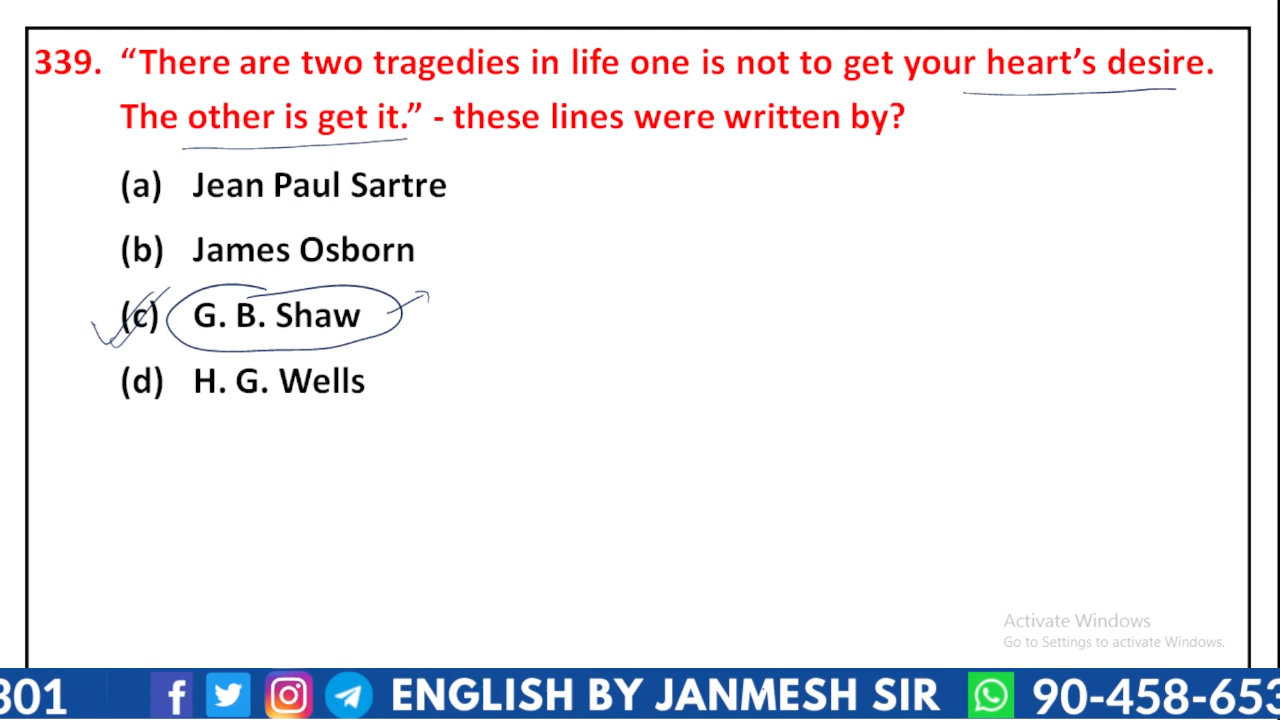 339. “There are two tragedies in life one is not to get your heart’s desire.
The other is get it.” - these lines were written by?
(a) Jean Paul Sartre
(b) James Osborn
(c) G. B. Shaw
(d) H. G. Wells
Activate Windows
Go to Settings to activate Windows.
801 ENGLISH BY JANMESH SIR 90-458-653